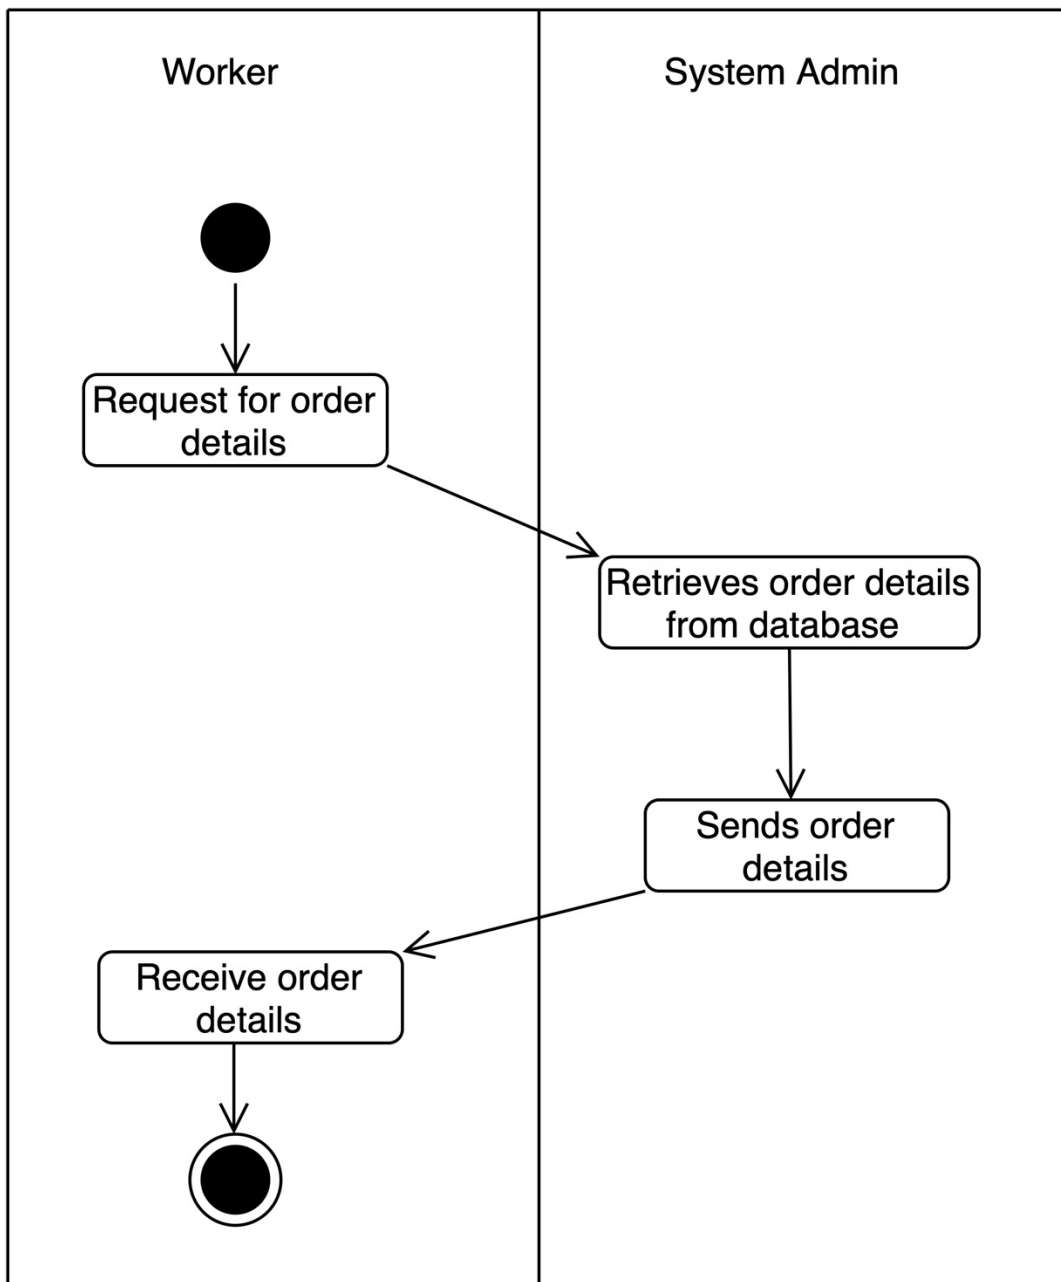 Worker
System Admin
Request for order
details
Retrieves order details
from database
Sends order
details
Receive order
details